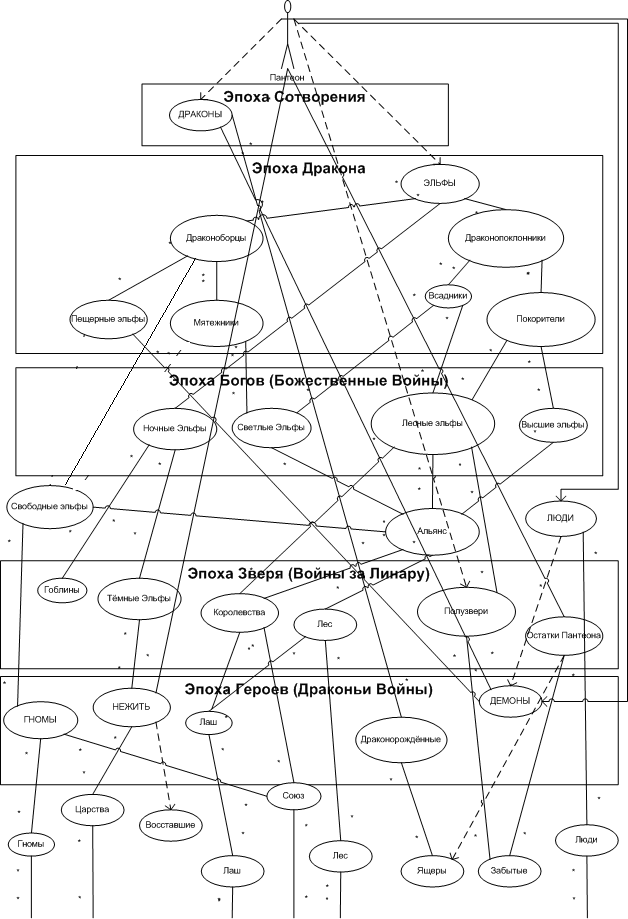 Пантеон
Эпоха Сотворения
ДРАКОНЫ
Эпоха Дракона
ЭЛЬФЫ
Драконоборцы
Драконопоклонники
Всадники
Пещерные эльфы
Мятежники
Покорители
Эпоха Богов (Божественные Войны)
Ночные Эльфы
Светлые Эльфы
Лесные эльфы
Высшие эльфы
Свободные эльфы
Альянс
ЛЮДИ
Эпоха Зверя (Войны за Линару)
Гоблины
Тёмные Эльфы
Королевства
Лес
Полузвери
Остатки Пантеона
Эпоха Героев (Драконьи Войны)
ГНОМЫ
НЕЖИТЬ
Лаш
ДЕМОНЫ
Драконорождённые
Союз
Царства
Восставшие
Гномы
Люди
Лес
Лаш
Ящеры
Забытые